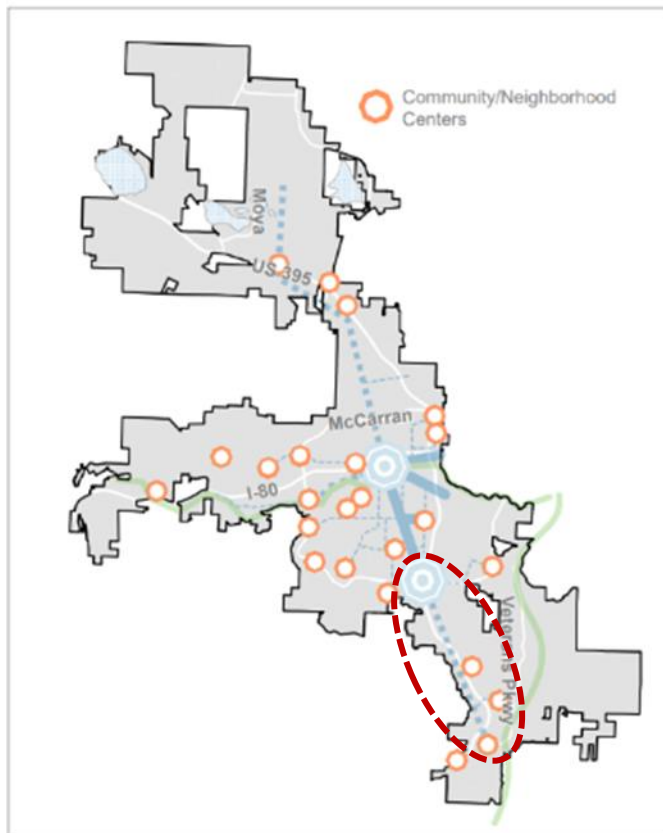 Community/Neighborhood
Centers
Moya
US 395
McCarran
I-80
Veterans Pkwy